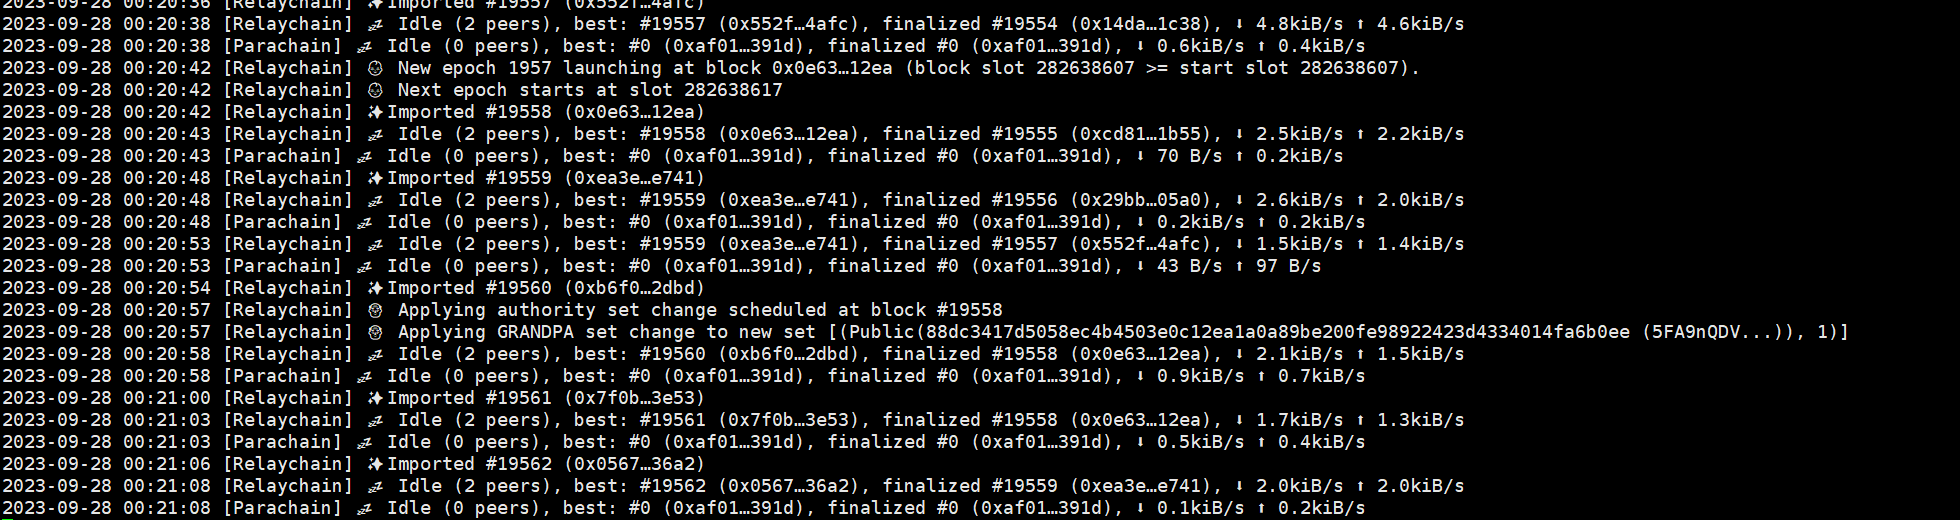 2023-09-28 00:20:36 [Relaychain] ✨Imported #19557 (0x552f…4afc)
2023-09-28 00:20:38 [Relaychain] 💤 Idle (2 peers), best: #19557 (0x552f…4afc), finalized #19554 (0x14da…1c38), ⬇ 4.8kiB/s ⬆ 4.6kiB/s
2023-09-28 00:20:38 [Parachain] 💤 Idle (0 peers), best: #0 (0xaf01…391d), finalized #0 (0xaf01…391d), ⬇ 0.6kiB/s ⬆ 0.4kiB/s
2023-09-28 00:20:42 [Relaychain] 👶 New epoch 1957 launching at block 0x0e63…12ea (block slot 282638607 >= start slot 282638607).
2023-09-28 00:20:42 [Relaychain] 👶 Next epoch starts at slot 282638617
2023-09-28 00:20:42 [Relaychain] ✨Imported #19558 (0x0e63…12ea)
2023-09-28 00:20:43 [Relaychain] 💤 Idle (2 peers), best: #19558 (0x0e63…12ea), finalized #19555 (0xcd81…1b55), ⬇ 2.5kiB/s ⬆ 2.2kiB/s
2023-09-28 00:20:43 [Parachain] 💤 Idle (0 peers), best: #0 (0xaf01…391d), finalized #0 (0xaf01…391d), ⬇ 70 B/s ⬆ 0.2kiB/s
2023-09-28 00:20:48 [Relaychain] ✨Imported #19559 (0xea3e…e741)
2023-09-28 00:20:48 [Relaychain] 💤 Idle (2 peers), best: #19559 (0xea3e…e741), finalized #19556 (0x29bb…05a0), ⬇ 2.6kiB/s ⬆ 2.0kiB/s
2023-09-28 00:20:48 [Parachain] 💤 Idle (0 peers), best: #0 (0xaf01…391d), finalized #0 (0xaf01…391d), ⬇ 0.2kiB/s ⬆ 0.2kiB/s
2023-09-28 00:20:53 [Relaychain] 💤 Idle (2 peers), best: #19559 (0xea3e…e741), finalized #19557 (0x552f…4afc), ⬇ 1.5kiB/s ⬆ 1.4kiB/s
2023-09-28 00:20:53 [Parachain] 💤 Idle (0 peers), best: #0 (0xaf01…391d), finalized #0 (0xaf01…391d), ⬇ 43 B/s ⬆ 97 B/s
2023-09-28 00:20:54 [Relaychain] ✨Imported #19560 (0xb6f0…2dbd)
2023-09-28 00:20:57 [Relaychain] 👴 Applying authority set change scheduled at block #19558
2023-09-28 00:20:57 [Relaychain] 👴 Applying GRANDPA set change to new set [(Public(88dc3417d5058ec4b4503e0c12ea1a0a89be200fe98922423d4334014fa6b0ee (5FA9nQDV...)), 1)]
2023-09-28 00:20:58 [Relaychain] 💤 Idle (2 peers), best: #19560 (0xb6f0…2dbd), finalized #19558 (0x0e63…12ea), ⬇ 2.1kiB/s ⬆ 1.5kiB/s
2023-09-28 00:20:58 [Parachain] 💤 Idle (0 peers), best: #0 (0xaf01…391d), finalized #0 (0xaf01…391d), ⬇ 0.9kiB/s ⬆ 0.7kiB/s
2023-09-28 00:21:00 [Relaychain] ✨Imported #19561 (0x7f0b…3e53)
2023-09-28 00:21:03 [Relaychain] 💤 Idle (2 peers), best: #19561 (0x7f0b…3e53), finalized #19558 (0x0e63…12ea), ⬇ 1.7kiB/s ⬆ 1.3kiB/s
2023-09-28 00:21:03 [Parachain] 💤 Idle (0 peers), best: #0 (0xaf01…391d), finalized #0 (0xaf01…391d), ⬇ 0.5kiB/s ⬆ 0.4kiB/s
2023-09-28 00:21:06 [Relaychain] ✨Imported #19562 (0x0567…36a2)
2023-09-28 00:21:08 [Relaychain] 💤 Idle (2 peers), best: #19562 (0x0567…36a2), finalized #19559 (0xea3e…e741), ⬇ 2.0kiB/s ⬆ 2.0kiB/s
2023-09-28 00:21:08 [Parachain] 💤 Idle (0 peers), best: #0 (0xaf01…391d), finalized #0 (0xaf01…391d), ⬇ 0.1kiB/s ⬆ 0.2kiB/s